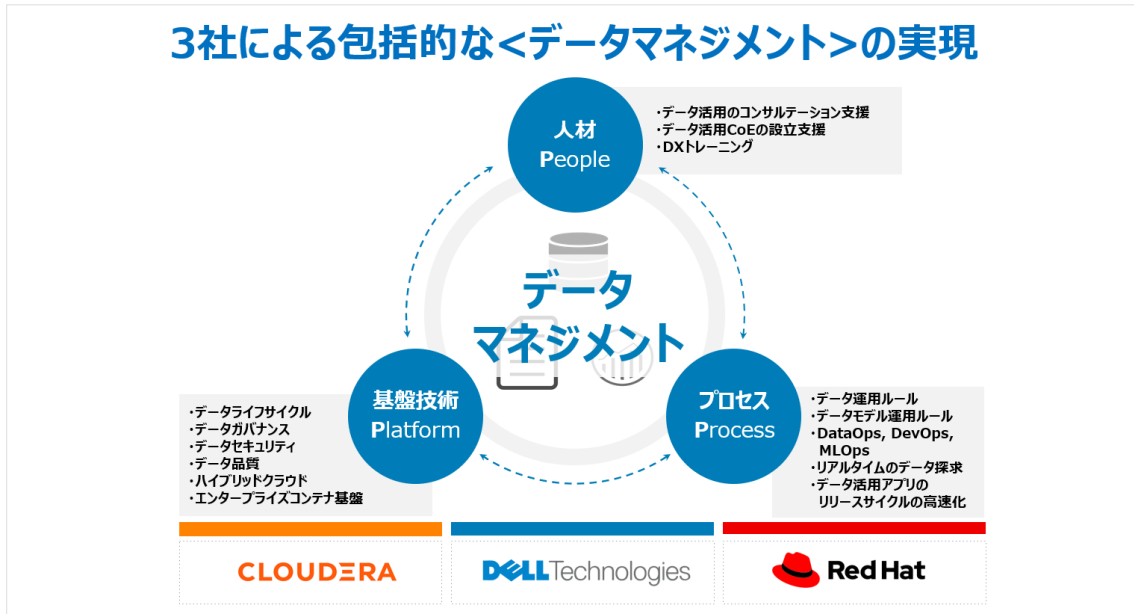 3社による包括的な<データマネジメント>の実現
人材
People
・データ活用のコンサルテーション支援
・データ活用CoEの設立支援
・DXトレーニング
データ
マネジメント
基盤技術
Platform
・データライフサイクル
・データガバナンス
・データセキュリティ
・データ品質
・ハイブリッドクラウド
・エンタープライズコンテナ基盤
プロセス
Process
・データ運用ルール
・データモデル運用ルール
・DataOps, DevOps,
MLOps
・リアルタイムのデータ探求
・データ活用アプリの
リリースサイクルの高速化
CLOUDERA
DELLTechnologies
Red Hat